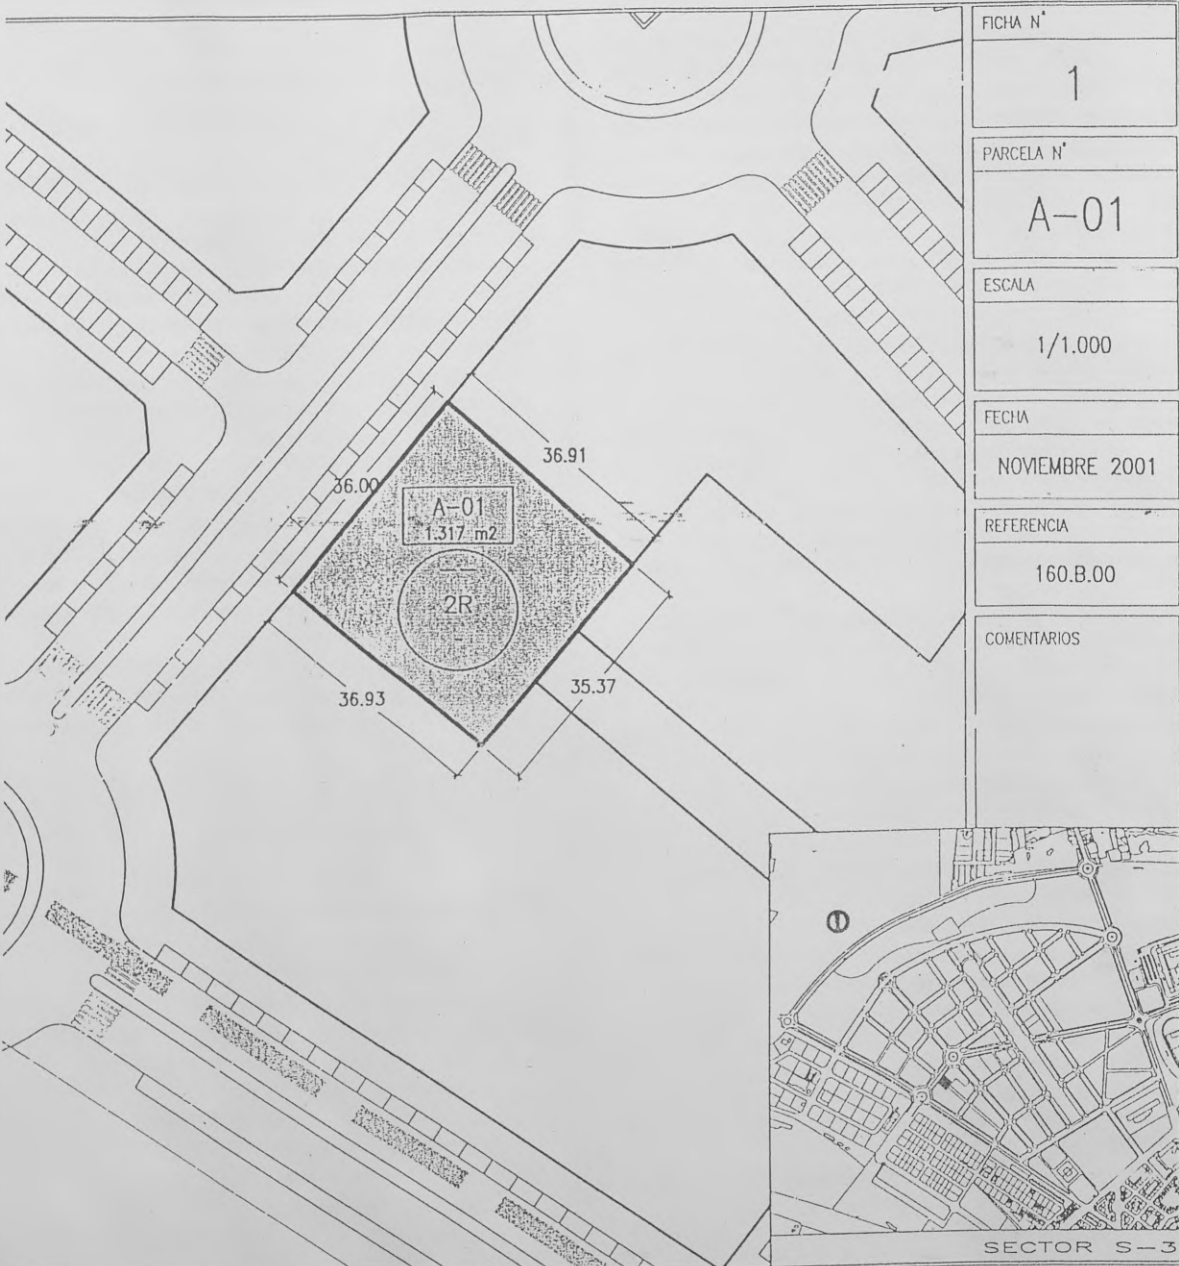 FICHA N°
1
PARCELA N°
A-01
ESCALA
1/1.000
FECHA
NOVIEMBRE 2001
REFERENCIA
160.B.00
COMENTARIOS
36.91
36.00
A-01
1.317 m2
2R
36.93
35.37
SECTOR S-3